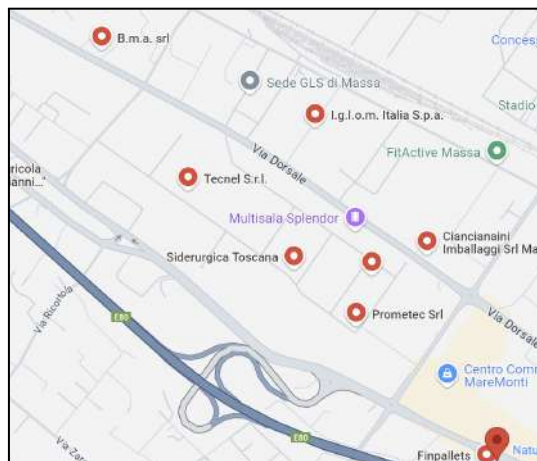 B.m.a. srl
Concess
Sede GLS di Massa
I.g.l.o.m. Italia S.p.a.
Stadio
FitActive Massa
Via Dorsale
ricola
anni..."
Tecnel S.r.l.
Multisala Splendor
Ciancianaini
Imballaggi Srl Ma
Siderurgica Toscana
Via Ricortola
E80
Prometec Srl
Via Dorsale
Centro Comm
MareMonti
E80
Via Zar
Finpallets
Natu